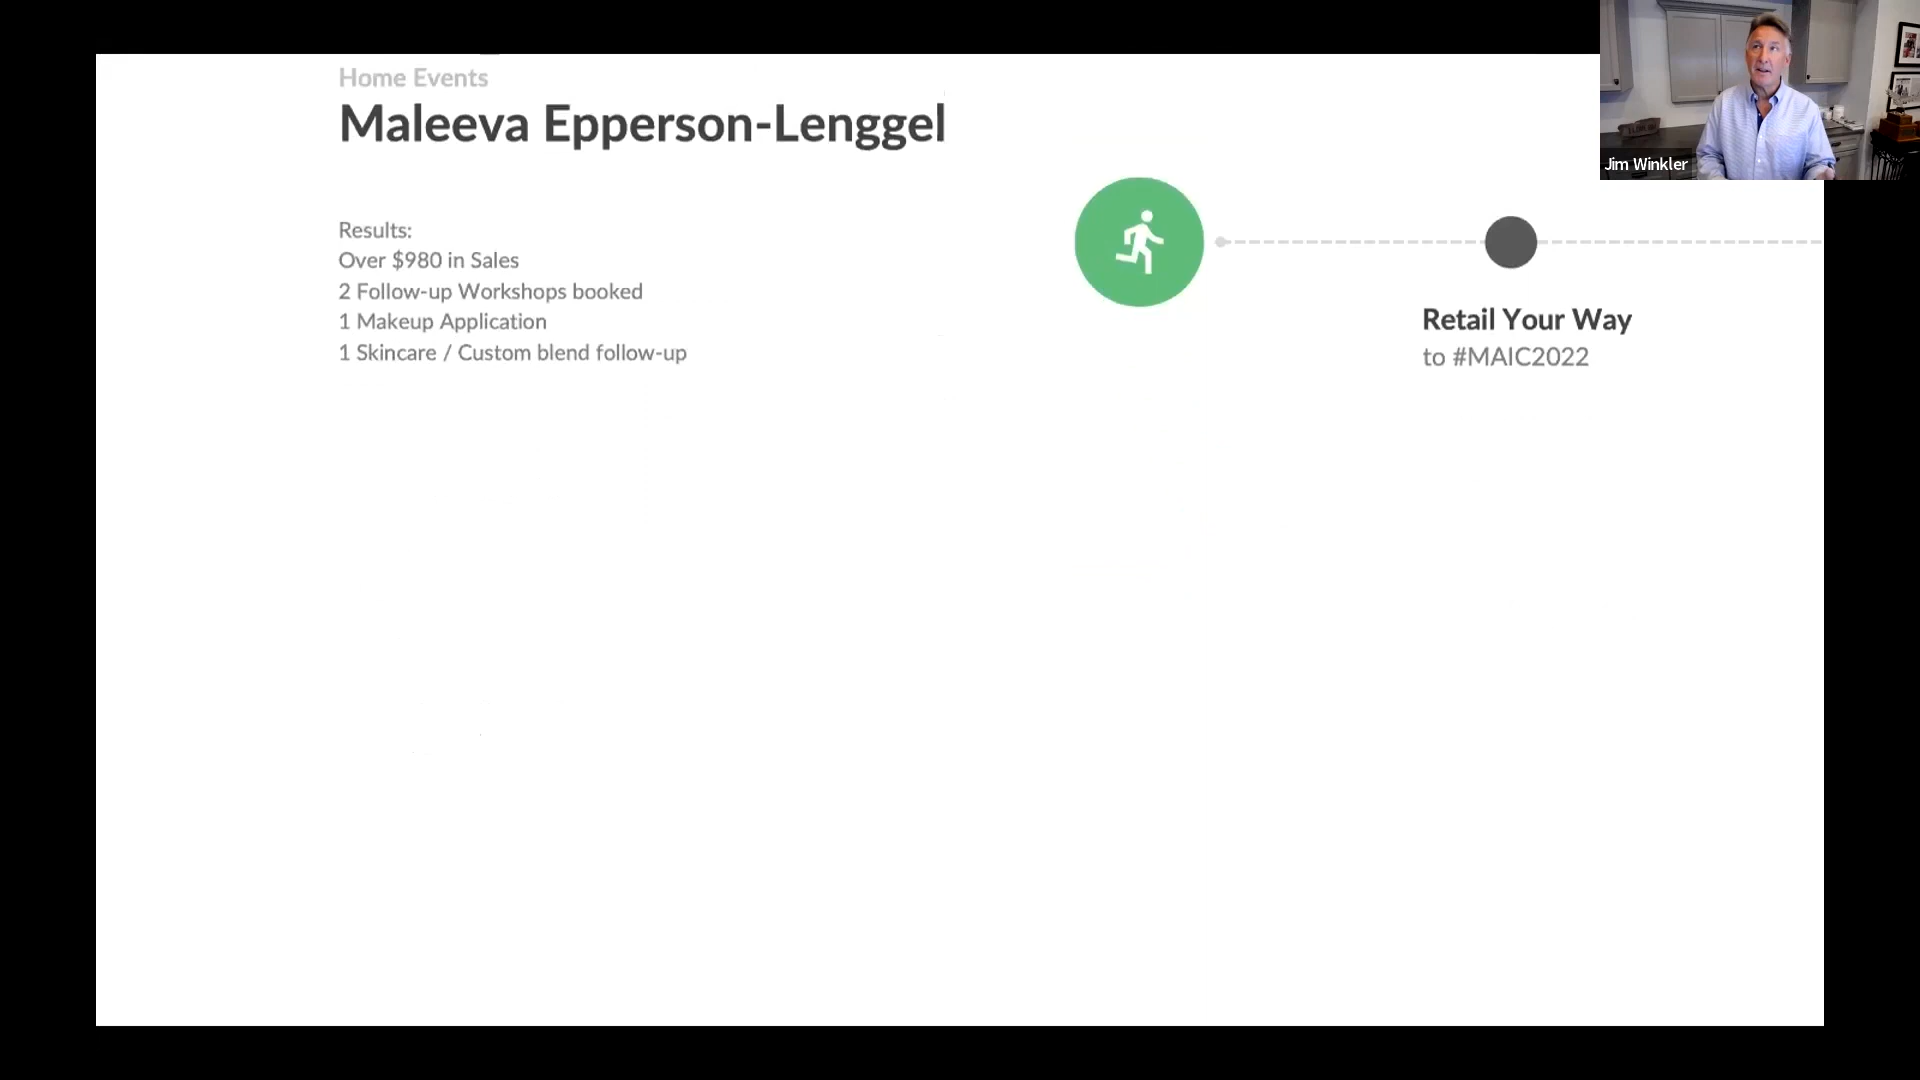 Home Events
Maleeva Epperson-Lenggel
Results:
Over $980 in Sales
2 Follow-up Workshops booked
1 Makeup Application
1 Skincare / Custom blend follow-up
Retail Your Way
to #MAIC2022
Jim Winkler